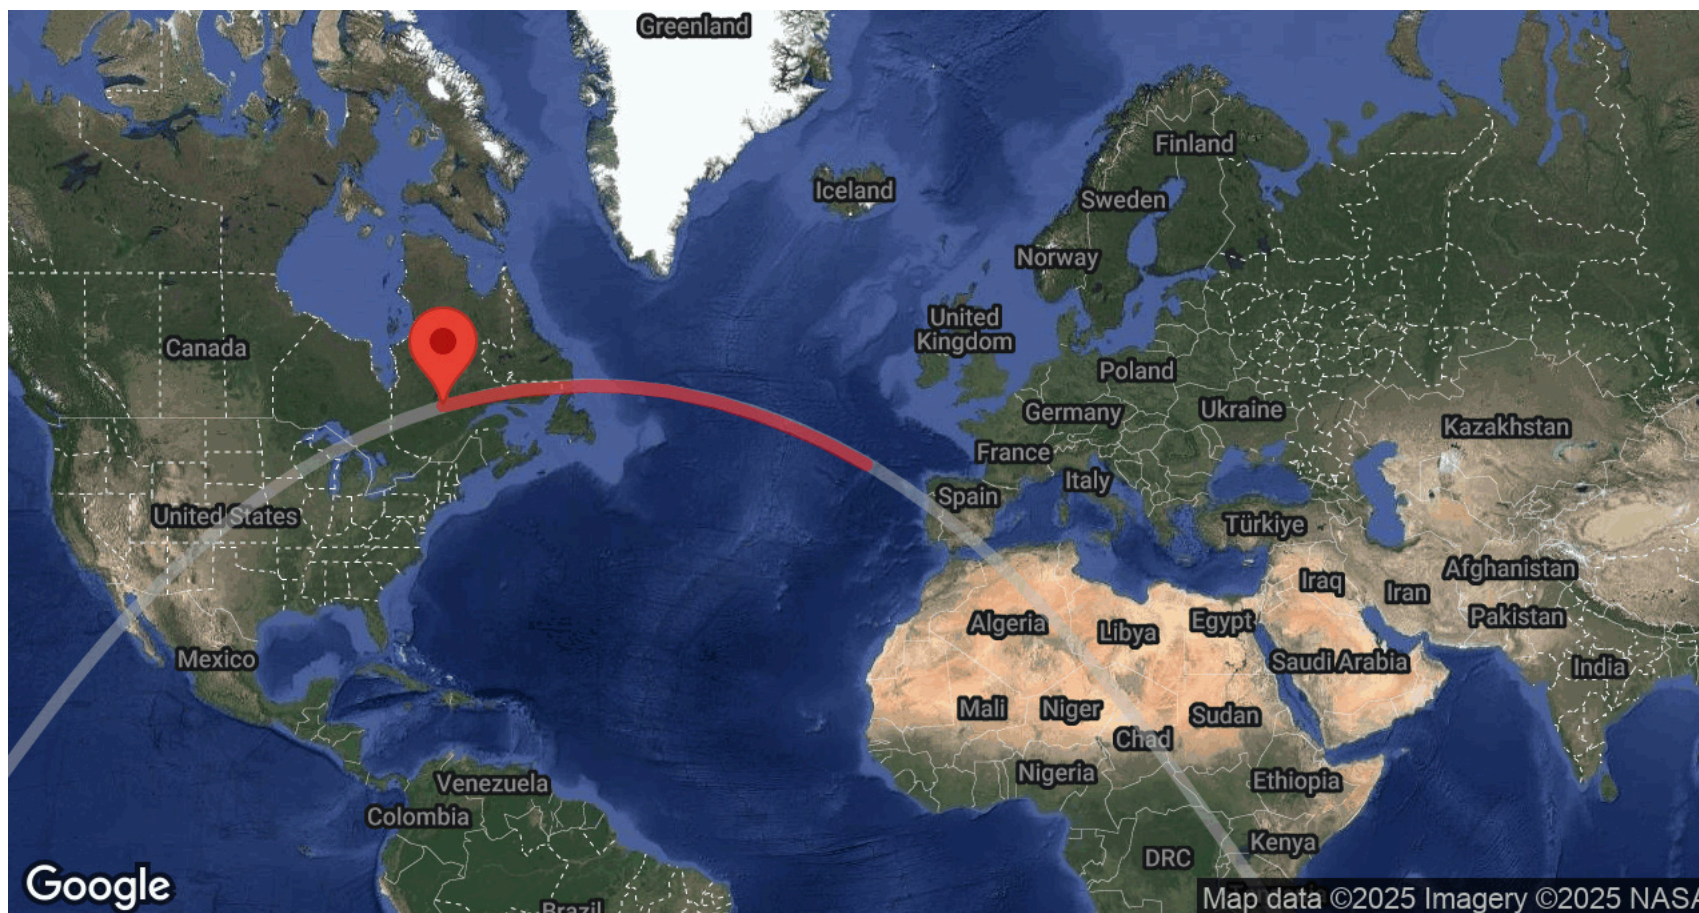 Greenland
Finland
Iceland
Sweden
Norway
United
Kingdom
Canada
Poland
Germany
Ukraine
Kazakhstan
France
Italy
Spain
United States
Türkiye
Afghanistan
Iraq
Iran
Pakistan
Algeria
Libya
Egypt
Mexico
Saudi Arabia
India
Mali
Niger
Sudan
Chad
Nigeria
Ethiopia
Venezuela
Colombia
Kenya
DRC
Google
Brazil
Map data ©2025 Imagery ©2025 NASA